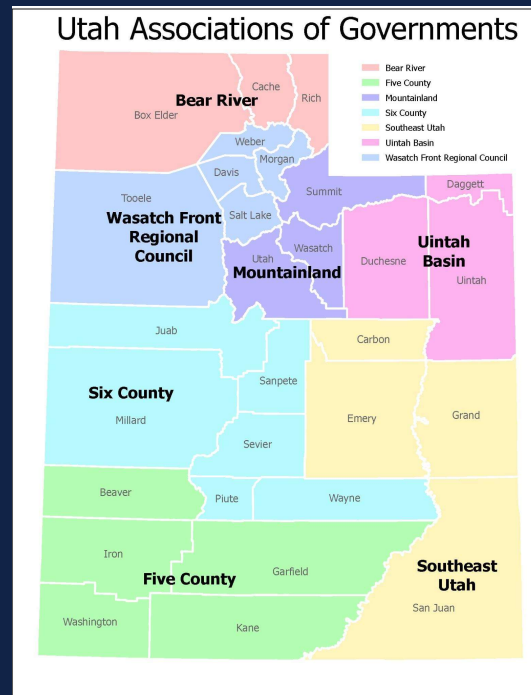 Utah Associations of Governments
Bear River
Five County
Mountainland
Six County
Southeast Utah
Uintah Basin
Wasatch Front Regional Council
Cache
Bear River
Rich
Box Elder
Weber
Morgan
Davis
Summit
Daggett
Tooele
Salt Lake
Wasatch Front
Regional
Council
Wasatch
Utah
Mountainland
Duchesne
Uintah
Basin
Uintah
Juab
Carbon
Sanpete
Six County
Millard
Emery
Grand
Sevier
Beaver
Piute
Wayne
Iron
Garfield
Five County
Southeast
Utah
San Juan
Washington
Kane